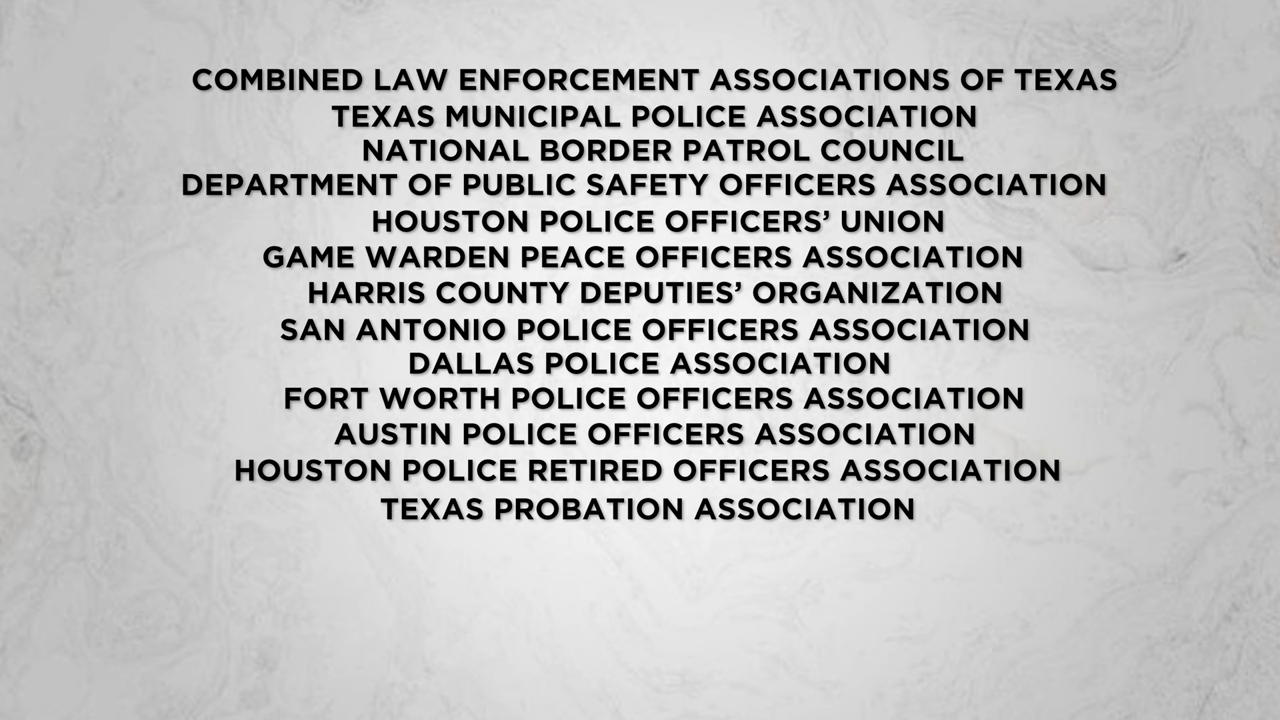 COMBINED LAW ENFORCEMENT ASSOCIATIONS OF TEXAS
TEXAS MUNICIPAL POLICE ASSOCIATION
NATIONAL BORDER PATROL COUNCIL
DEPARTMENT OF PUBLIC SAFETY OFFICERS ASSOCIATION
HOUSTON POLICE OFFICERS’ UNION
GAME WARDEN PEACE OFFICERS ASSOCIATION
HARRIS COUNTY DEPUTIES’ ORGANIZATION
SAN ANTONIO POLICE OFFICERS ASSOCIATION
DALLAS POLICE ASSOCIATION
FORT WORTH POLICE OFFICERS ASSOCIATION
AUSTIN POLICE OFFICERS ASSOCIATION
HOUSTON POLICE RETIRED OFFICERS ASSOCIATION
TEXAS PROBATION ASSOCIATION